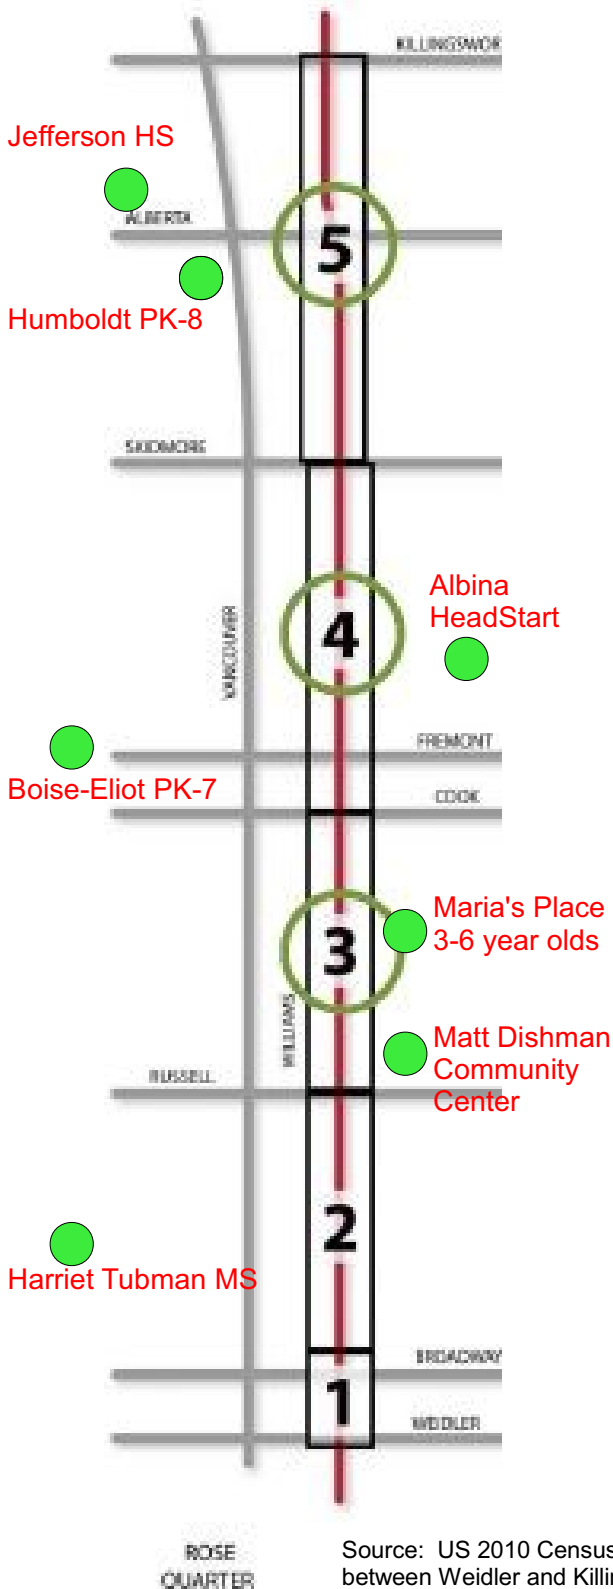 KILLINGSWOR
Jefferson HS
ALBERTA
5
Humboldt PK-8
SKIDMORE
Albina
HeadStart
4
VANCOUVER
FREMONT
Boise-Eliot PK-7
COOK
Maria's Place
3-6 year olds
3
WILLIAMS
Matt Dishman
Community
Center
RUSSELL
2
Harriet Tubman MS
BROADWAY
1
WEIDLER
ROSE
QUARTER
Source: US 2010 Census
between Weidler and Killi